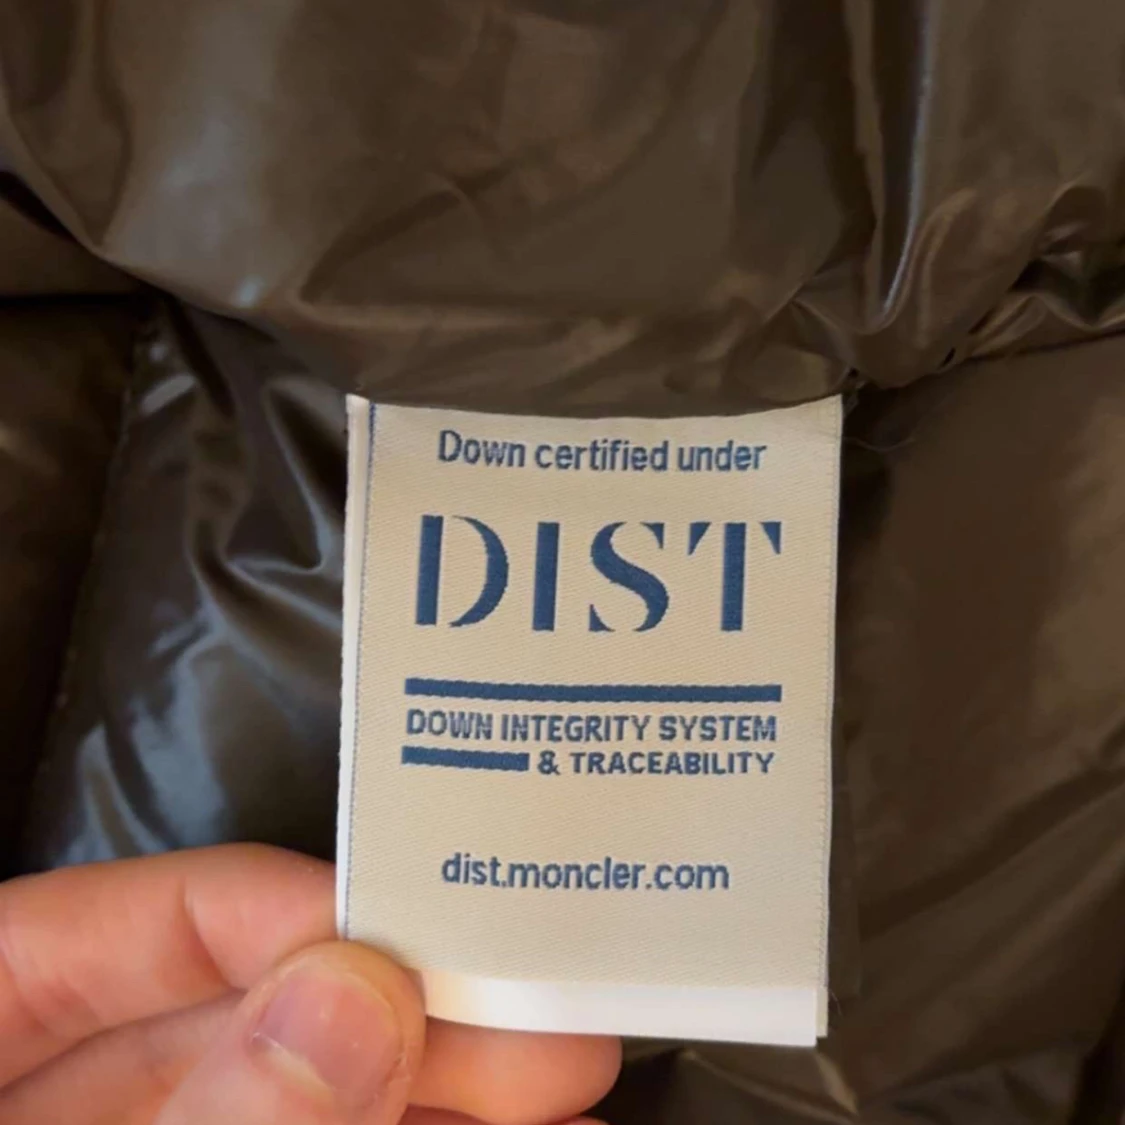 Down certified under
DIST
DOWN INTEGRITY SYSTEM
& TRACEABILITY
dist.moncler.com